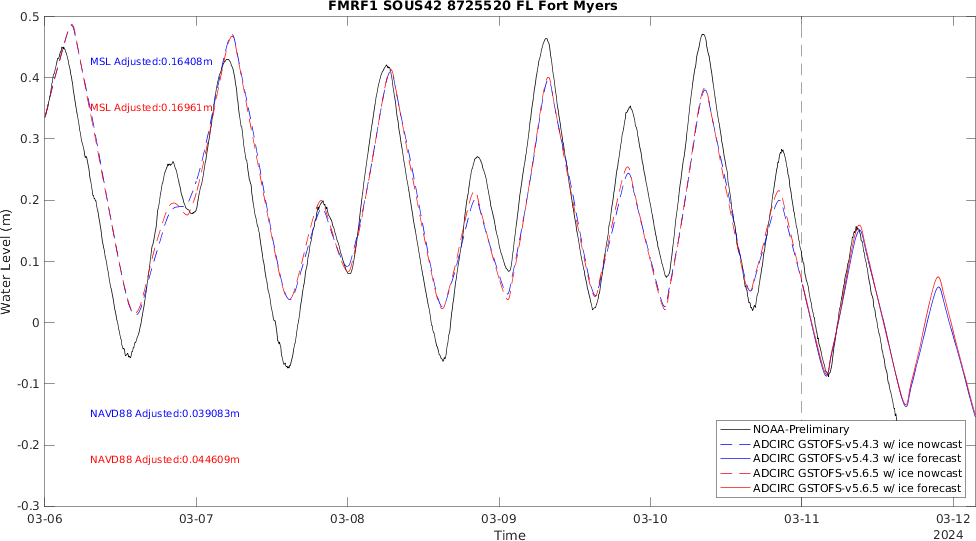 FMRF1 SOUS42 8725520 FL Fort Myers
0.5
0.4
0.3
0.2
0.1
0
-0.1
-0.2
-0.3
Water Level (m)
MSL Adjusted:0.16408m
MSL Adjusted:0.16961m
NAVD88 Adjusted:0.039083m
NAVD88 Adjusted:0.044609m
NOAA-Preliminary
ADCIRC GSTOFS-v5.4.3 w/ ice nowcast
ADCIRC GSTOFS-v5.4.3 w/ ice forecast
ADCIRC GSTOFS-v5.6.5 w/ ice nowcast
ADCIRC GSTOFS-v5.6.5 w/ ice forecast
03-06 03-07 03-08 03-09 03-10 03-11 03-12
Time 2024